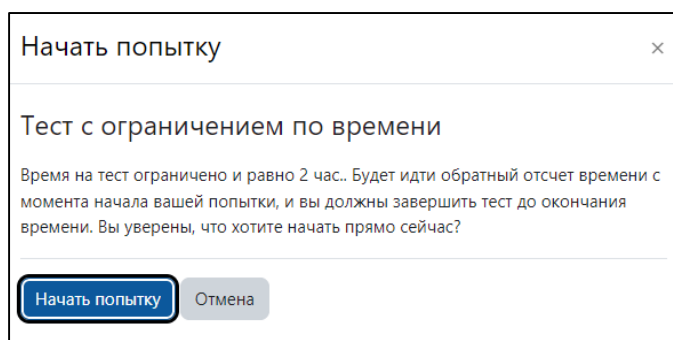 Начать попытку ×
Тест с ограничением по времени
Время на тест ограничено и равно 2 час.. Будет идти обратный отсчет времени с
момента начала вашей попытки, и вы должны завершить тест до окончания
времени. Вы уверены, что хотите начать прямо сейчас?
Начать попытку Отмена